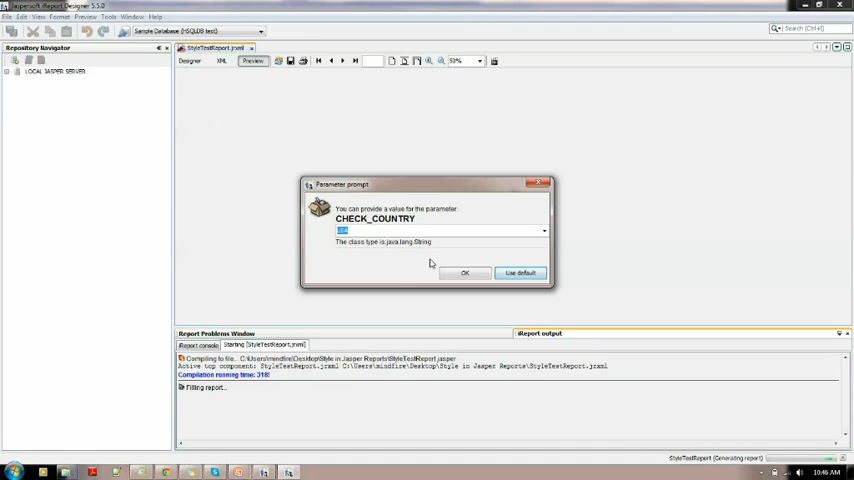 Jaspersoft iReport Designer 5.5.0
File Edit View Format Preview Tools Window Help
Sample Database (HSQLDB test)
Search (Ctrl+I)
Repository Navigator
StyleTestReport.jrxml
LOCAL JASPER SERVER
Designer XML Preview 50%
Parameter prompt
You can provide a value for the parameter:
CHECK_COUNTRY
USA
The class type is:java.lang.String
OK Use default
Report Problems Window iReport output
iReport console Starting [StyleTestReport.jrxml]
Compiling to file.. C:\Users\mindfire\Desktop\Style in Jasper Reports\StyleTestReport.jasper
Active top component: StyleTestReport.jrxml C:\Users\mindfire\Desktop\Style in Jasper Reports\StyleTestReport.jrxml
Compilation running time: 318!
Filling report...
StyleTestReport.jrxml (Generating report)
10:46 AM